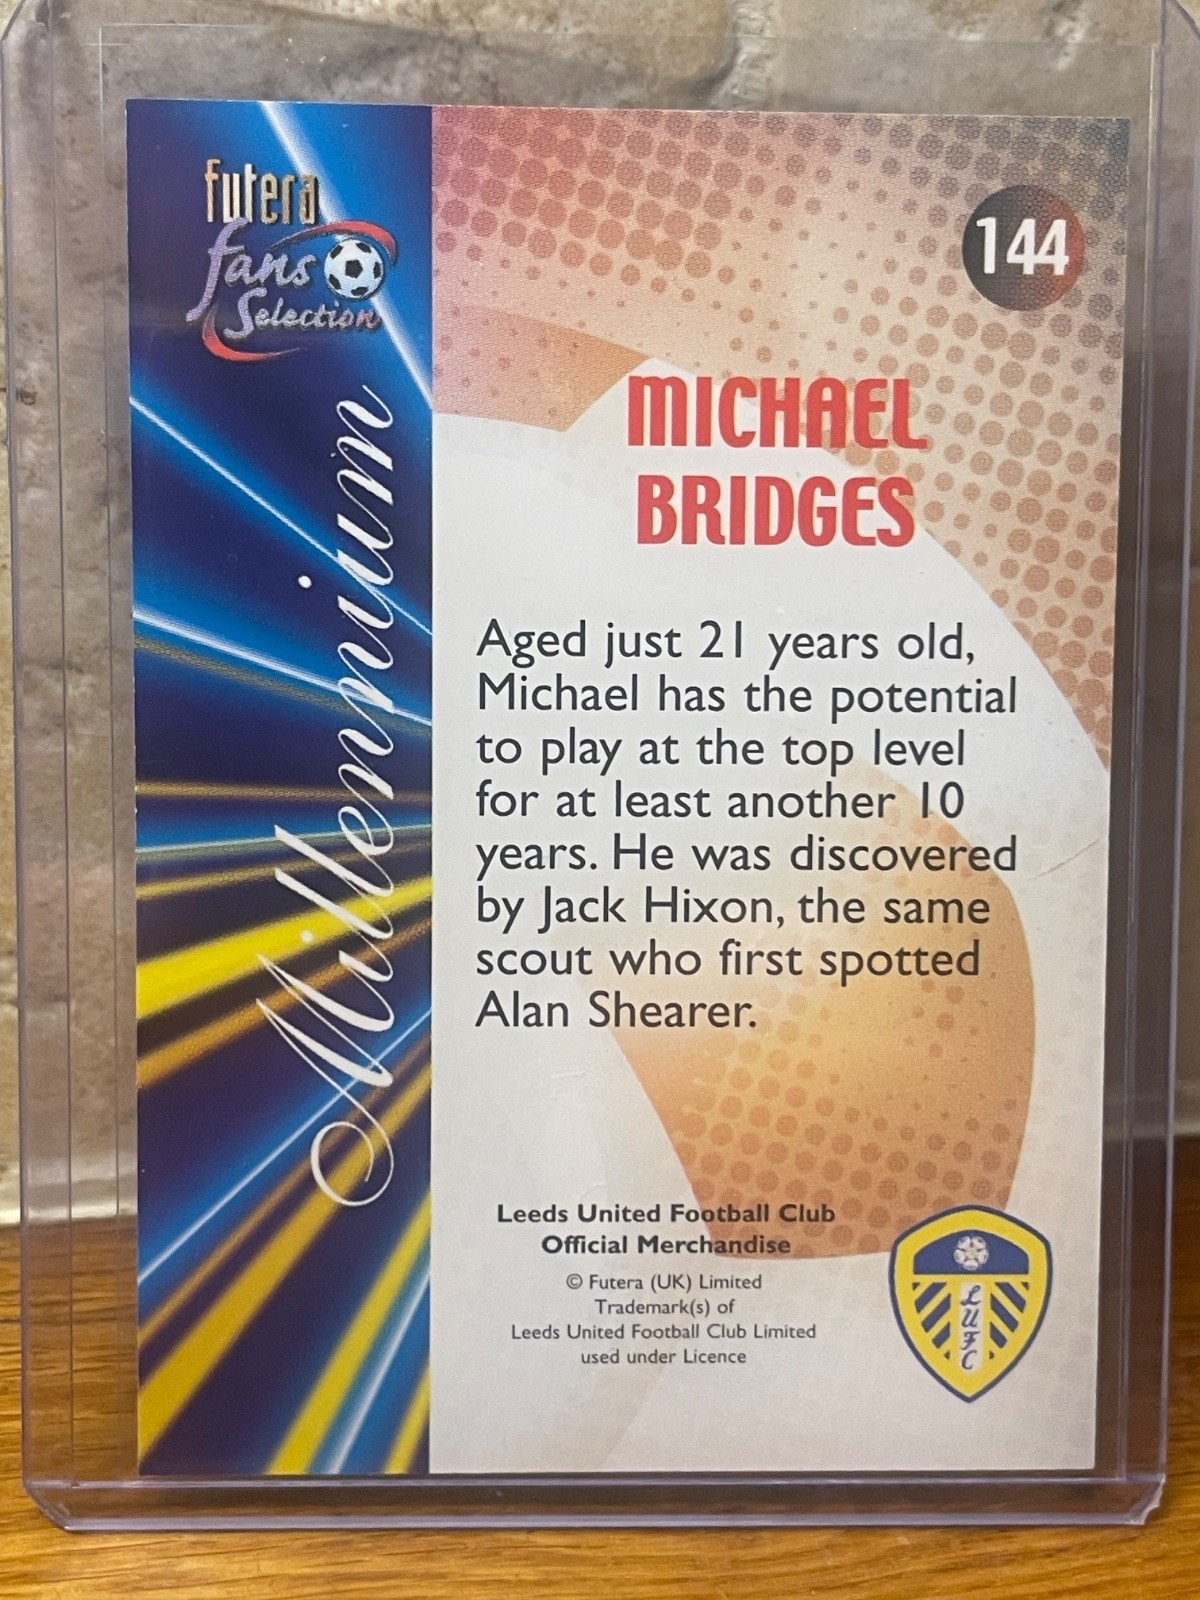 futera
fans
Selection
144
Millennium
MICHAEL
BRIDGES
Aged just 21 years old,
Michael has the potential
to play at the top level
for at least another 10
years. He was discovered
by Jack Hixon, the same
scout who first spotted
Alan Shearer.
Leeds United Football Club
Official Merchandise
© Futera (UK) Limited
Trademark(s) of
Leeds United Football Club Limited
used under Licence
LUFC